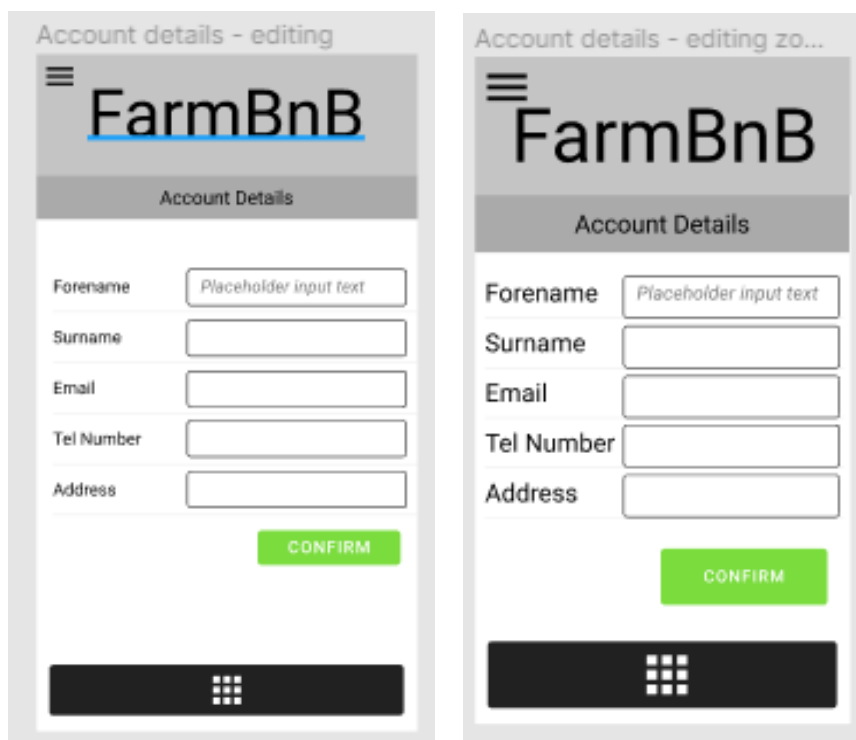 Account details - editing
FarmBnB
Account Details
Forename
Placeholder input text
Surname
Email
Tel Number
Address
CONFIRM
Account details - editing zo...
FarmBnB
Account Details
Forename
Placeholder input text
Surname
Email
Tel Number
Address
CONFIRM